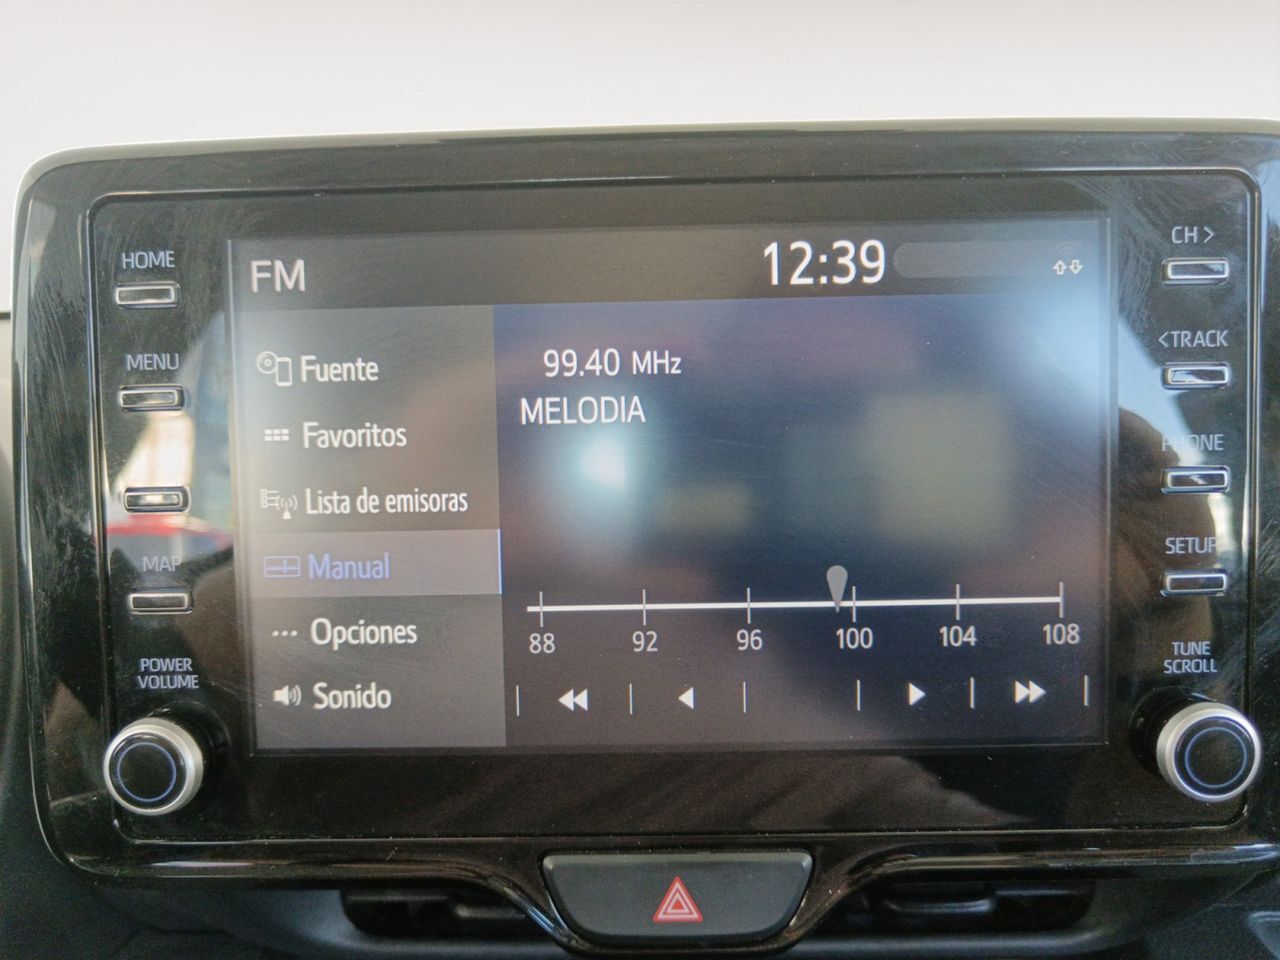 HOME
MENU
MAP
POWER
VOLUME
FM
12:39
Fuente
Favoritos
Lista de emisoras
Manual
Opciones
Sonido
99.40 MHz
MELODIA
88 92 96 100 104 108
CH >
< TRACK
PHONE
SETUP
TUNE
SCROLL